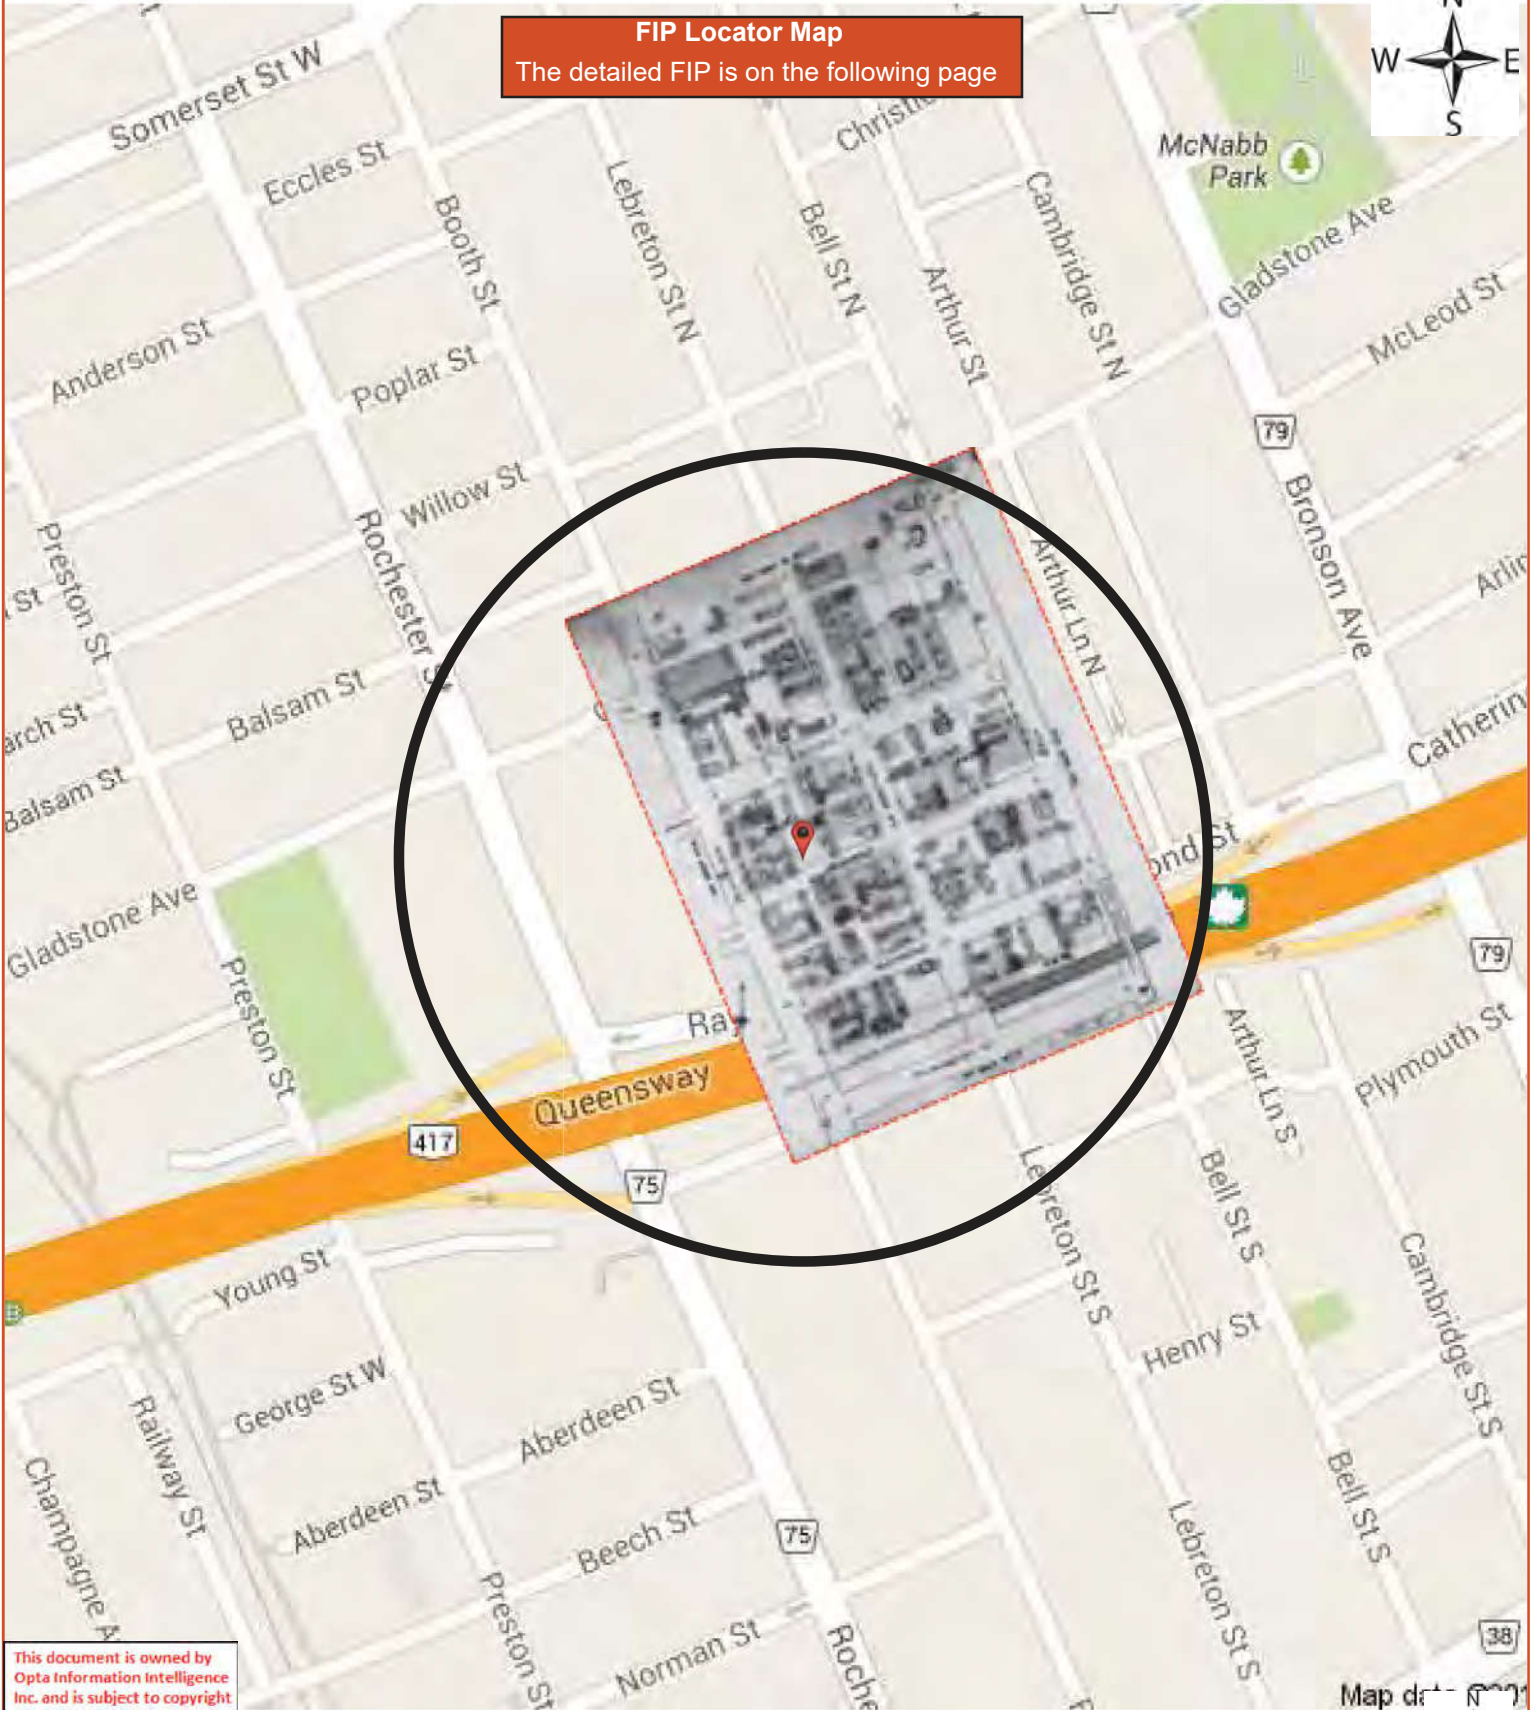 FIP Locator Map
The detailed FIP is on the following page
N
W
E
S
Somerset St W
Eccles St
Booth St
Lebreton St N
Bell St N
Arthur St
Cambridge St N
McNabb
Park
Gladstone Ave
McLeod St
Anderson St
Poplar St
Willow St
79
Bronson Ave
Preston St
Rochester St
Arthur Ln N
St
Balsam St
Balsam St
Gladstone Ave
Preston St
417
Queensway
75
79
Arthur Ln S
Plymouth St
Young St
Lebreton St S
Bell St S
Henry St
Cambridge St S
George St W
Aberdeen St
Railway St
Aberdeen St
Beech St
75
Bell St S
Lebreton St S
Preston St
Norman St
38
This document is owned by
Opta Information Intelligence
Inc. and is subject to copyright
Map
N